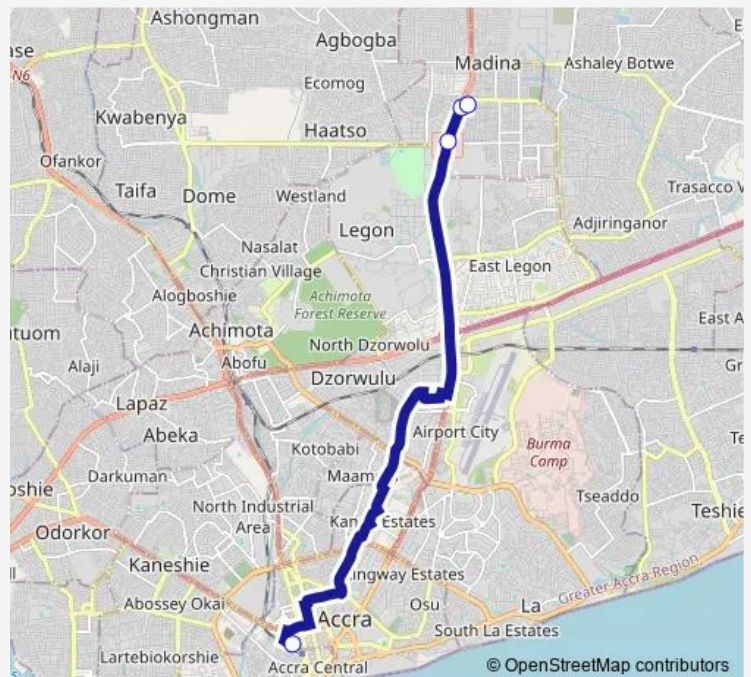 Ashongman
Agbogba
Madina
Ashaley Botwe
ase
N6
Ecomog
Kwabenya
Haatso
Ofankor
Taifa
Dome
Westland
Trasacco V
Legon
Adjiringanor
Nasalat
Christian Village
East Legon
Alogboshie
Achimota
Forest Reserve
Achimota
North Dzorwolu
East A
tuom
Alaji
Abofu
Dzorwulu
Gr
Lapaz
Abeka
Airport City
Burma
Camp
Te
Kotobabi
oshie
Darkuman
Maam
Tseaddo
Teshie
North Industrial
Area
Kan Estates
Odorkor
Kaneshie
ingway Estates
Greater Accra Region
Abossey Okai
Osu
La
Accra
South La Estates
Lartebiokorshie
Accra Central
© OpenStreetMap contributors